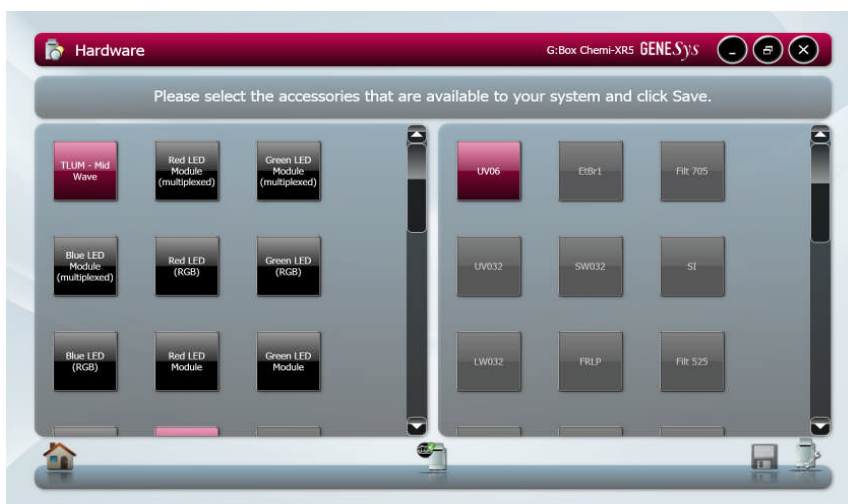 Hardware
G:Box Chemi-XR5 GENESys
Please select the accessories that are available to your system and click Save.
TLUM - Mid
Wave
Red LED
Module
(multiplexed)
Green LED
Module
(multiplexed)
Blue LED
Module
(multiplexed)
Red LED
(RGB)
Green LED
(RGB)
Blue LED
(RGB)
Red LED
Module
Green LED
Module
UV06
EtBr1
Filt 705
UV032
SW032
SI
LW032
FRLP
Filt 525